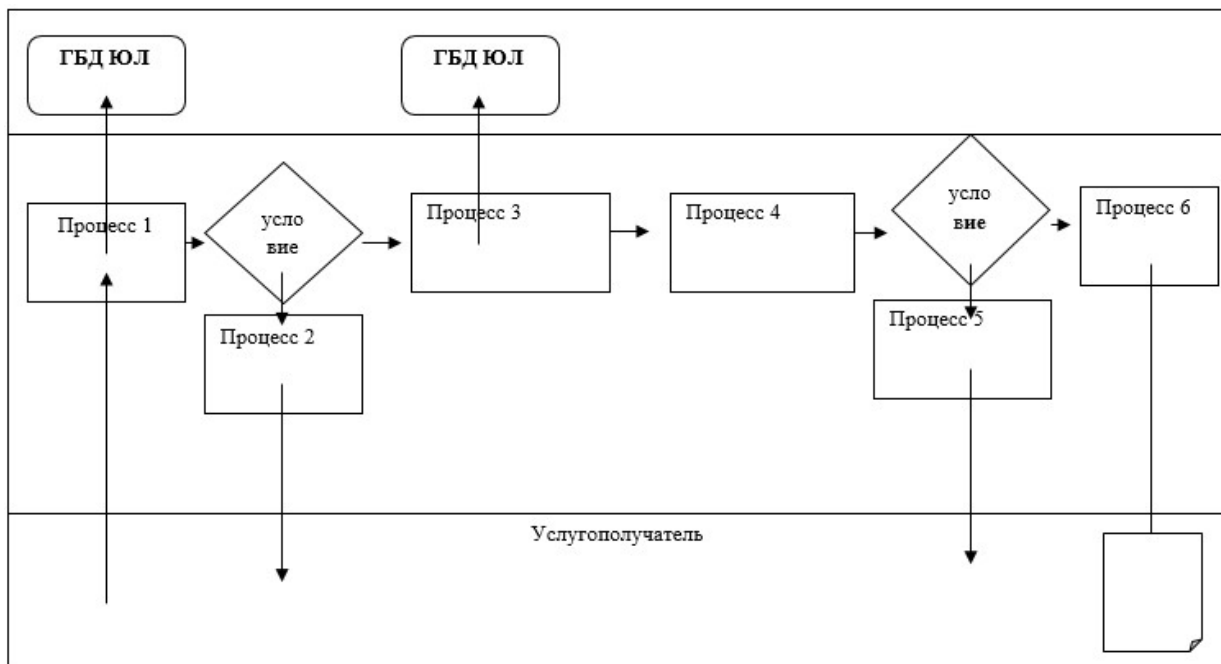 ГБД ЮЛ
ГБД ЮЛ
Процесс 1
усло
вие
Процесс 3
Процесс 4
усло
вие
Процесс 6
Процесс 2
Процесс 5
Услугополучатель